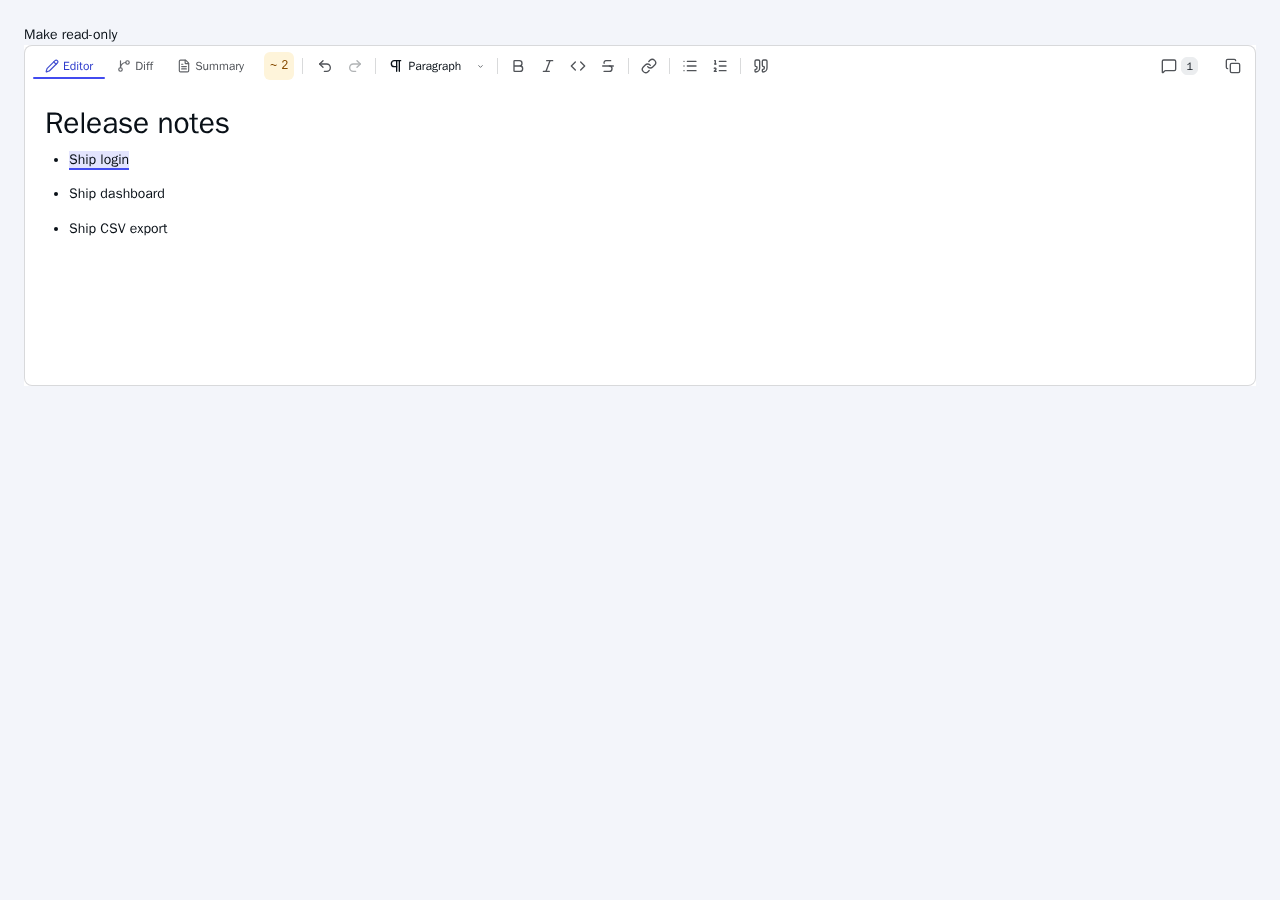 Make read-only
Editor Diff Summary ~ 2 Paragraph 1
Release notes
• Ship login
• Ship dashboard
• Ship CSV export